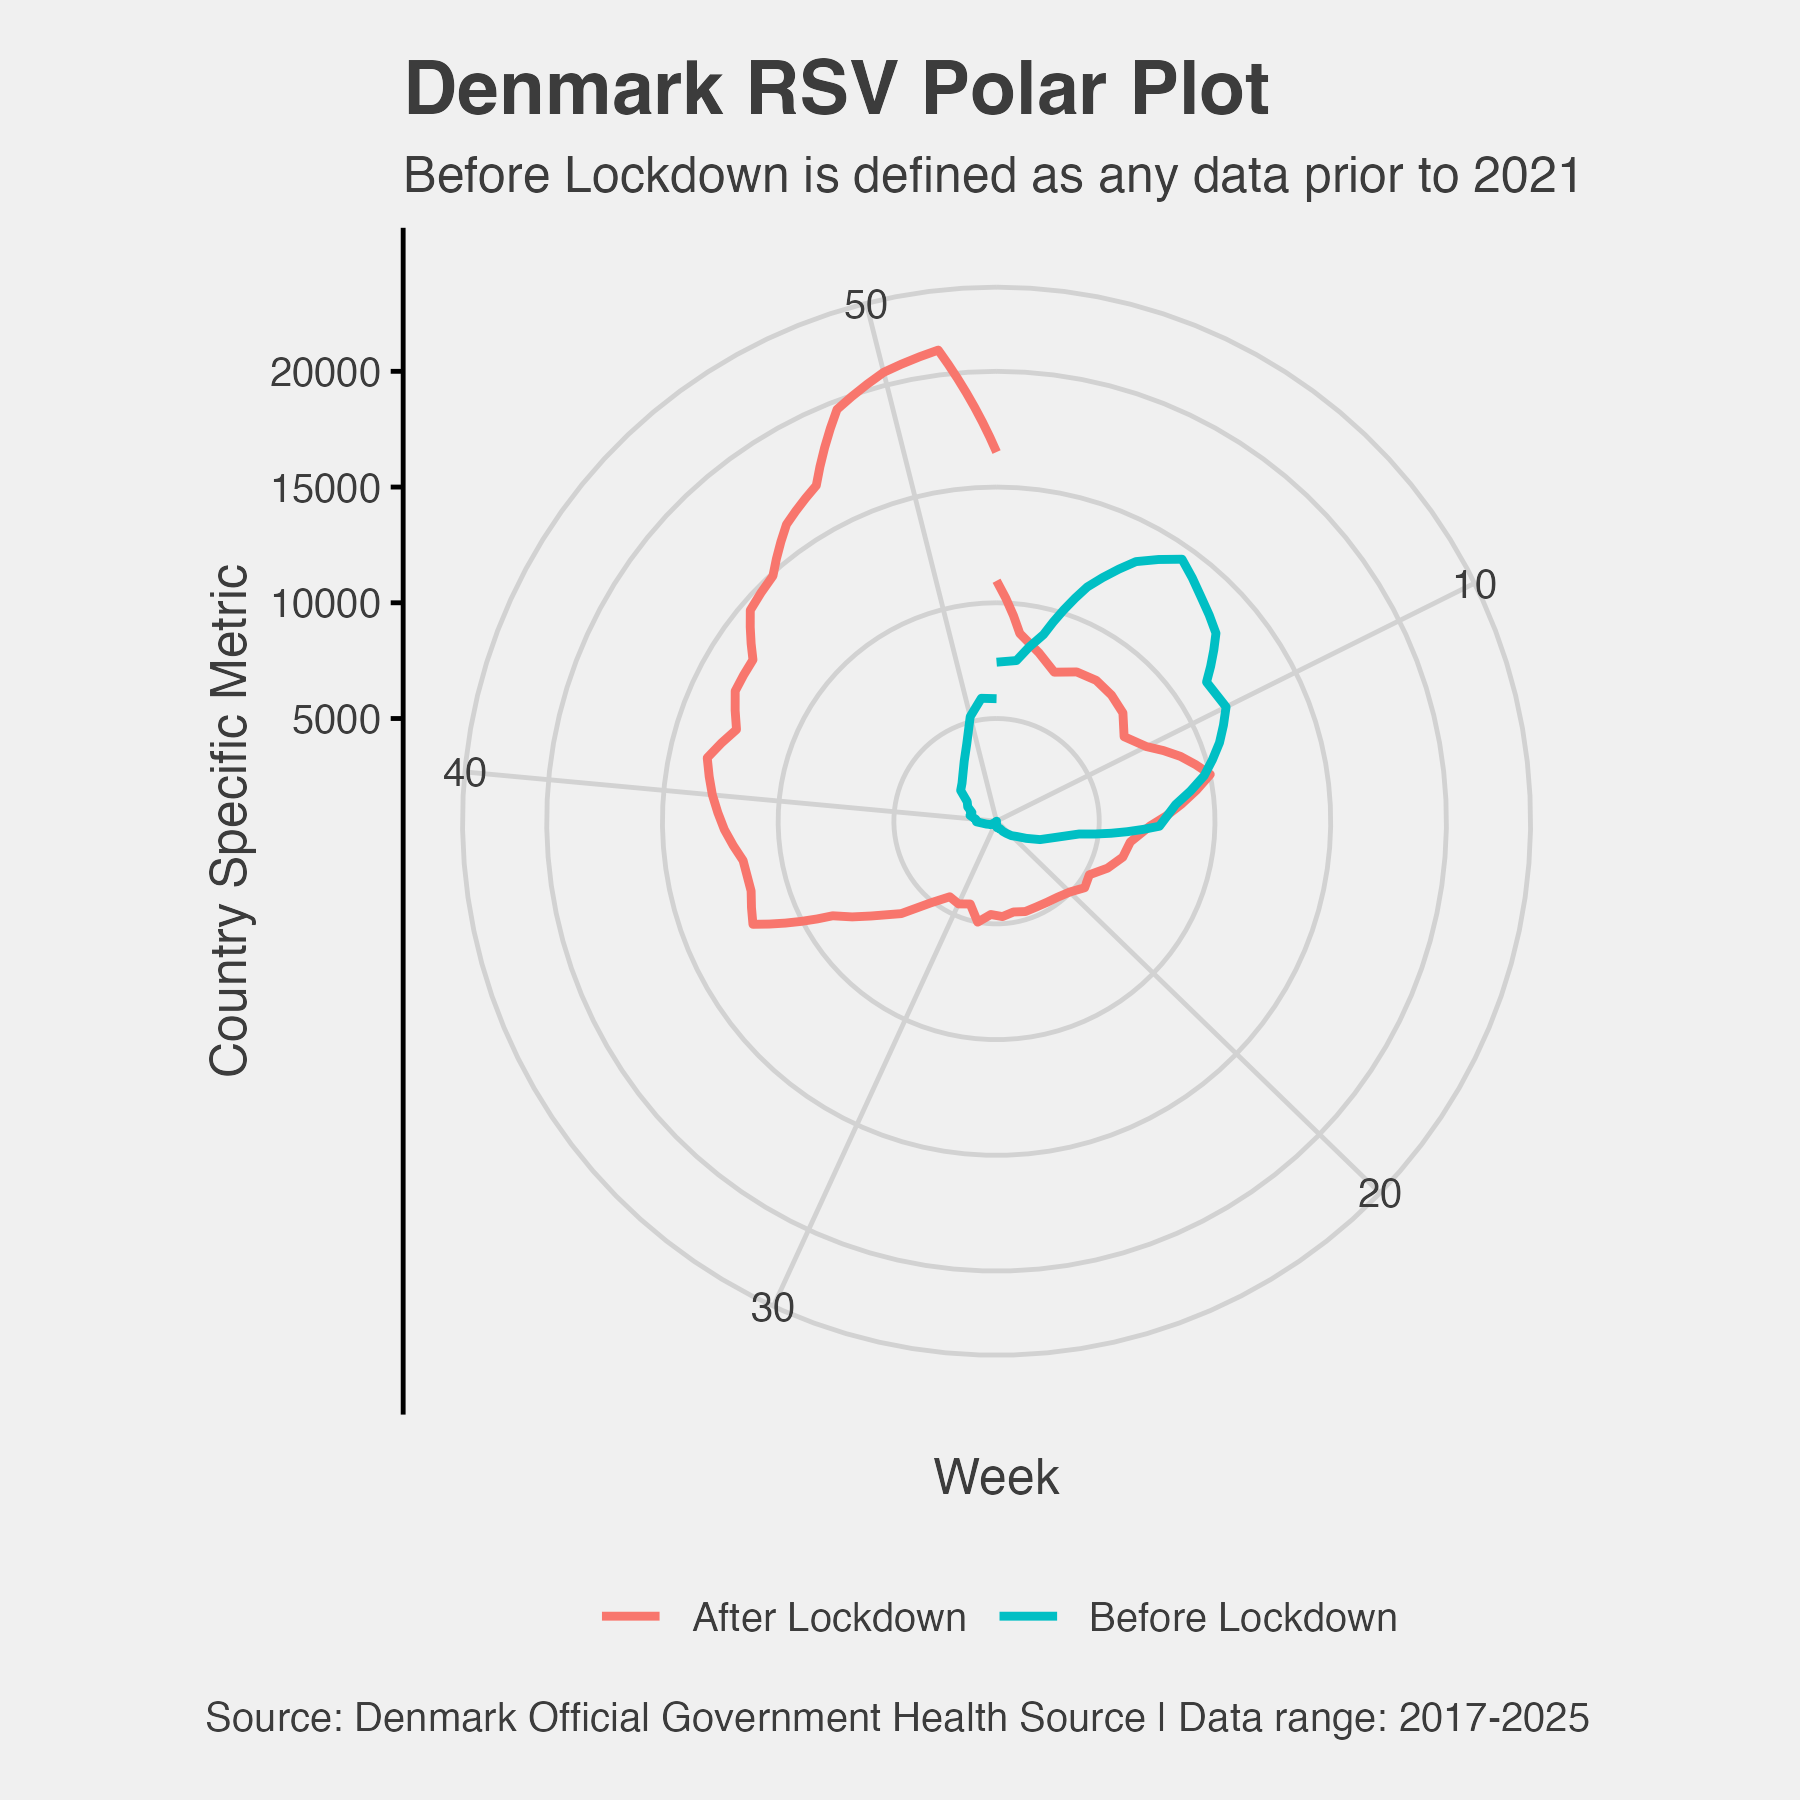 Denmark RSV Polar Plot
Before Lockdown is defined as any data prior to 2021
50
20000
15000
10000
5000
10
40
20
30
Country Specific Metric
Week
After Lockdown
Before Lockdown
Source: Denmark Official Government Health Source | Data range: 2017-2025